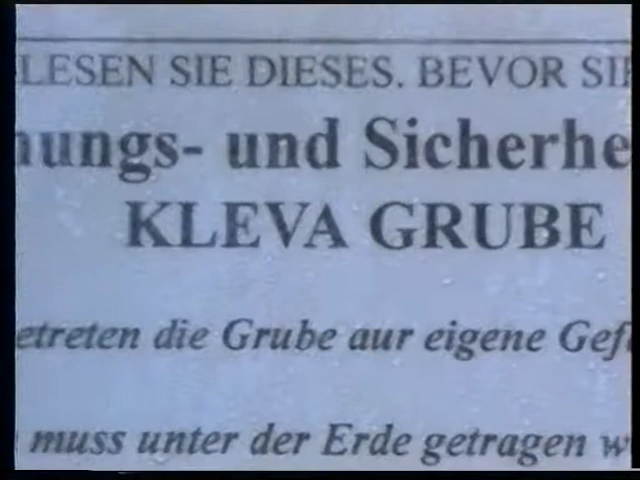 LESEN SIE DIESES. BEVOR SIE
nungs- und Sicherhe
KLEVA GRUBE
etreten die Grube aur eigene Gef
muss unter der Erde getragen w